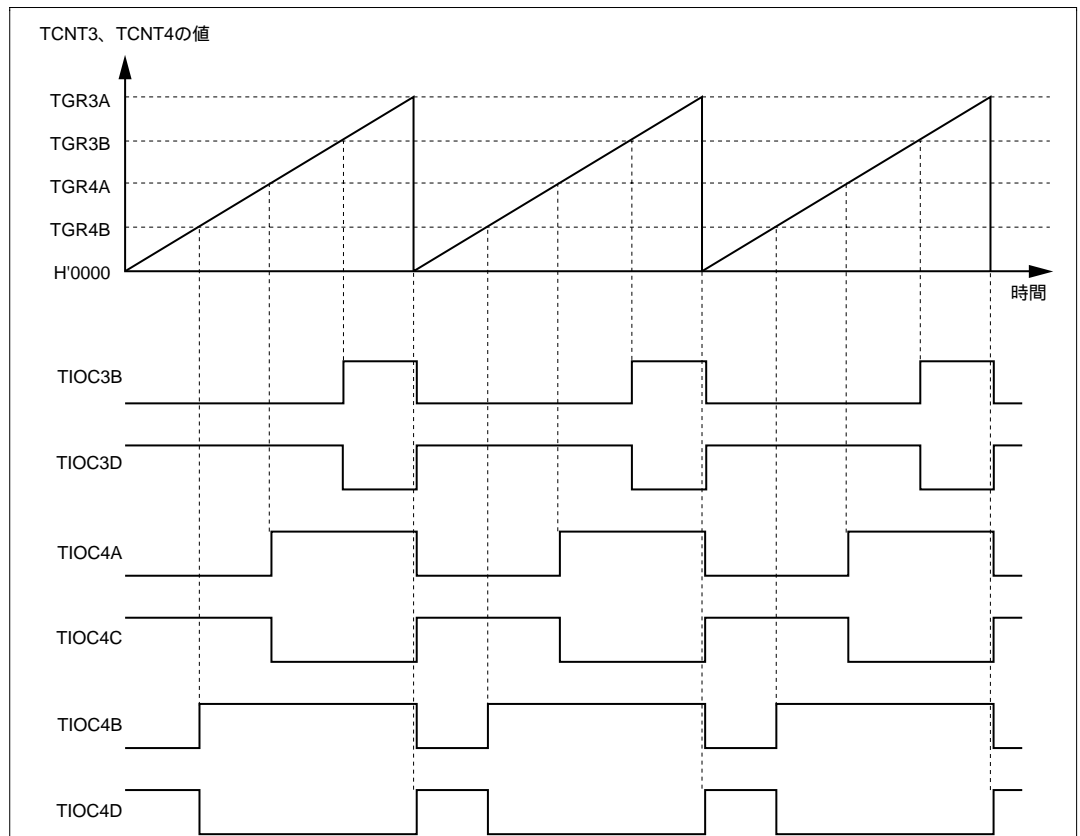 TCNT3、TCNT4の値
TGR3A
TGR3B
TGR4A
TGR4B
H'0000
時間
TIOC3B
TIOC3D
TIOC4A
TIOC4C
TIOC4B
TIOC4D